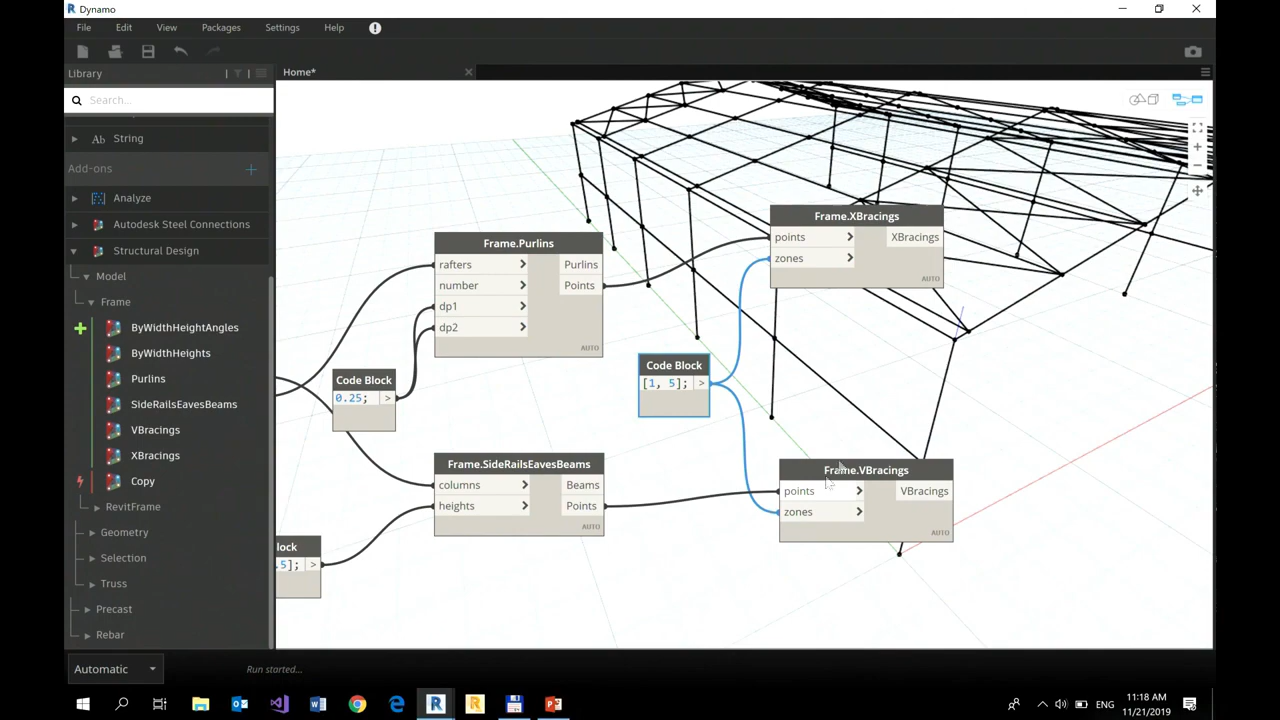 Dynamo
File Edit View Packages Settings Help
Library
Home*
Search...
Ab String
Add-ons
Analyze
Autodesk Steel Connections
Structural Design
Model
Frame
ByWidthHeightAngles
ByWidthHeights
Purlins
SideRailsEavesBeams
VBracings
XBracings
Copy
RevitFrame
Geometry
Selection
Truss
Precast
Rebar
Frame.XBracings
points > XBracings
zones >
AUTO
Frame.Purlins
rafters > Purlins
number > Points
dp1 >
dp2 >
AUTO
Code Block
[1, 5]; >
Code Block
0.25; >
Frame.SideRailsEavesBeams
columns > Beams
heights > Points
AUTO
Frame.VBracings
points > VBracings
zones >
AUTO
lock
.5]; >
Automatic
Run started...
ENG
11:18 AM
11/21/2019